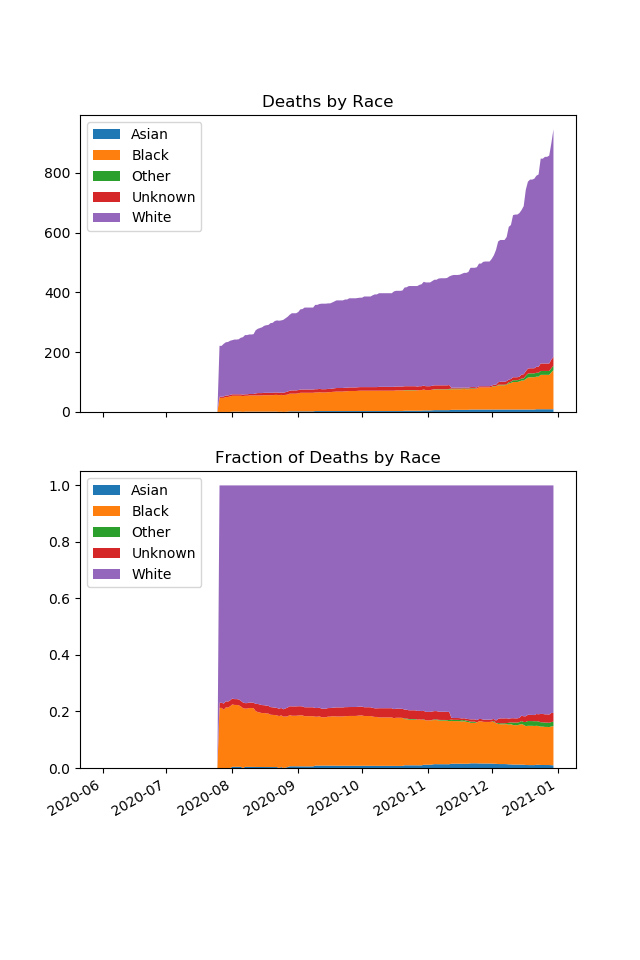 Deaths by Race
Asian
Black
Other
Unknown
White
800
600
400
200
0
Fraction of Deaths by Race
Asian
Black
Other
Unknown
White
1.0
0.8
0.6
0.4
0.2
0.0
2020-06 2020-07 2020-08 2020-09 2020-10 2020-11 2020-12 2021-01